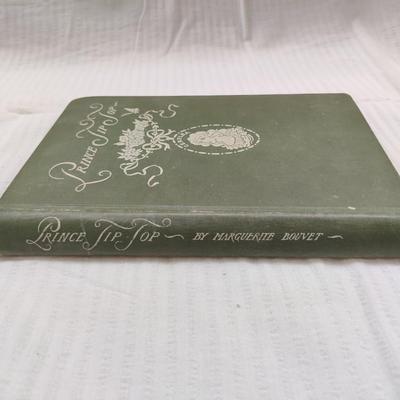 PRINCE TIP TOP
PRINCE TIP-TOP BY MARGUERITE BOUVET